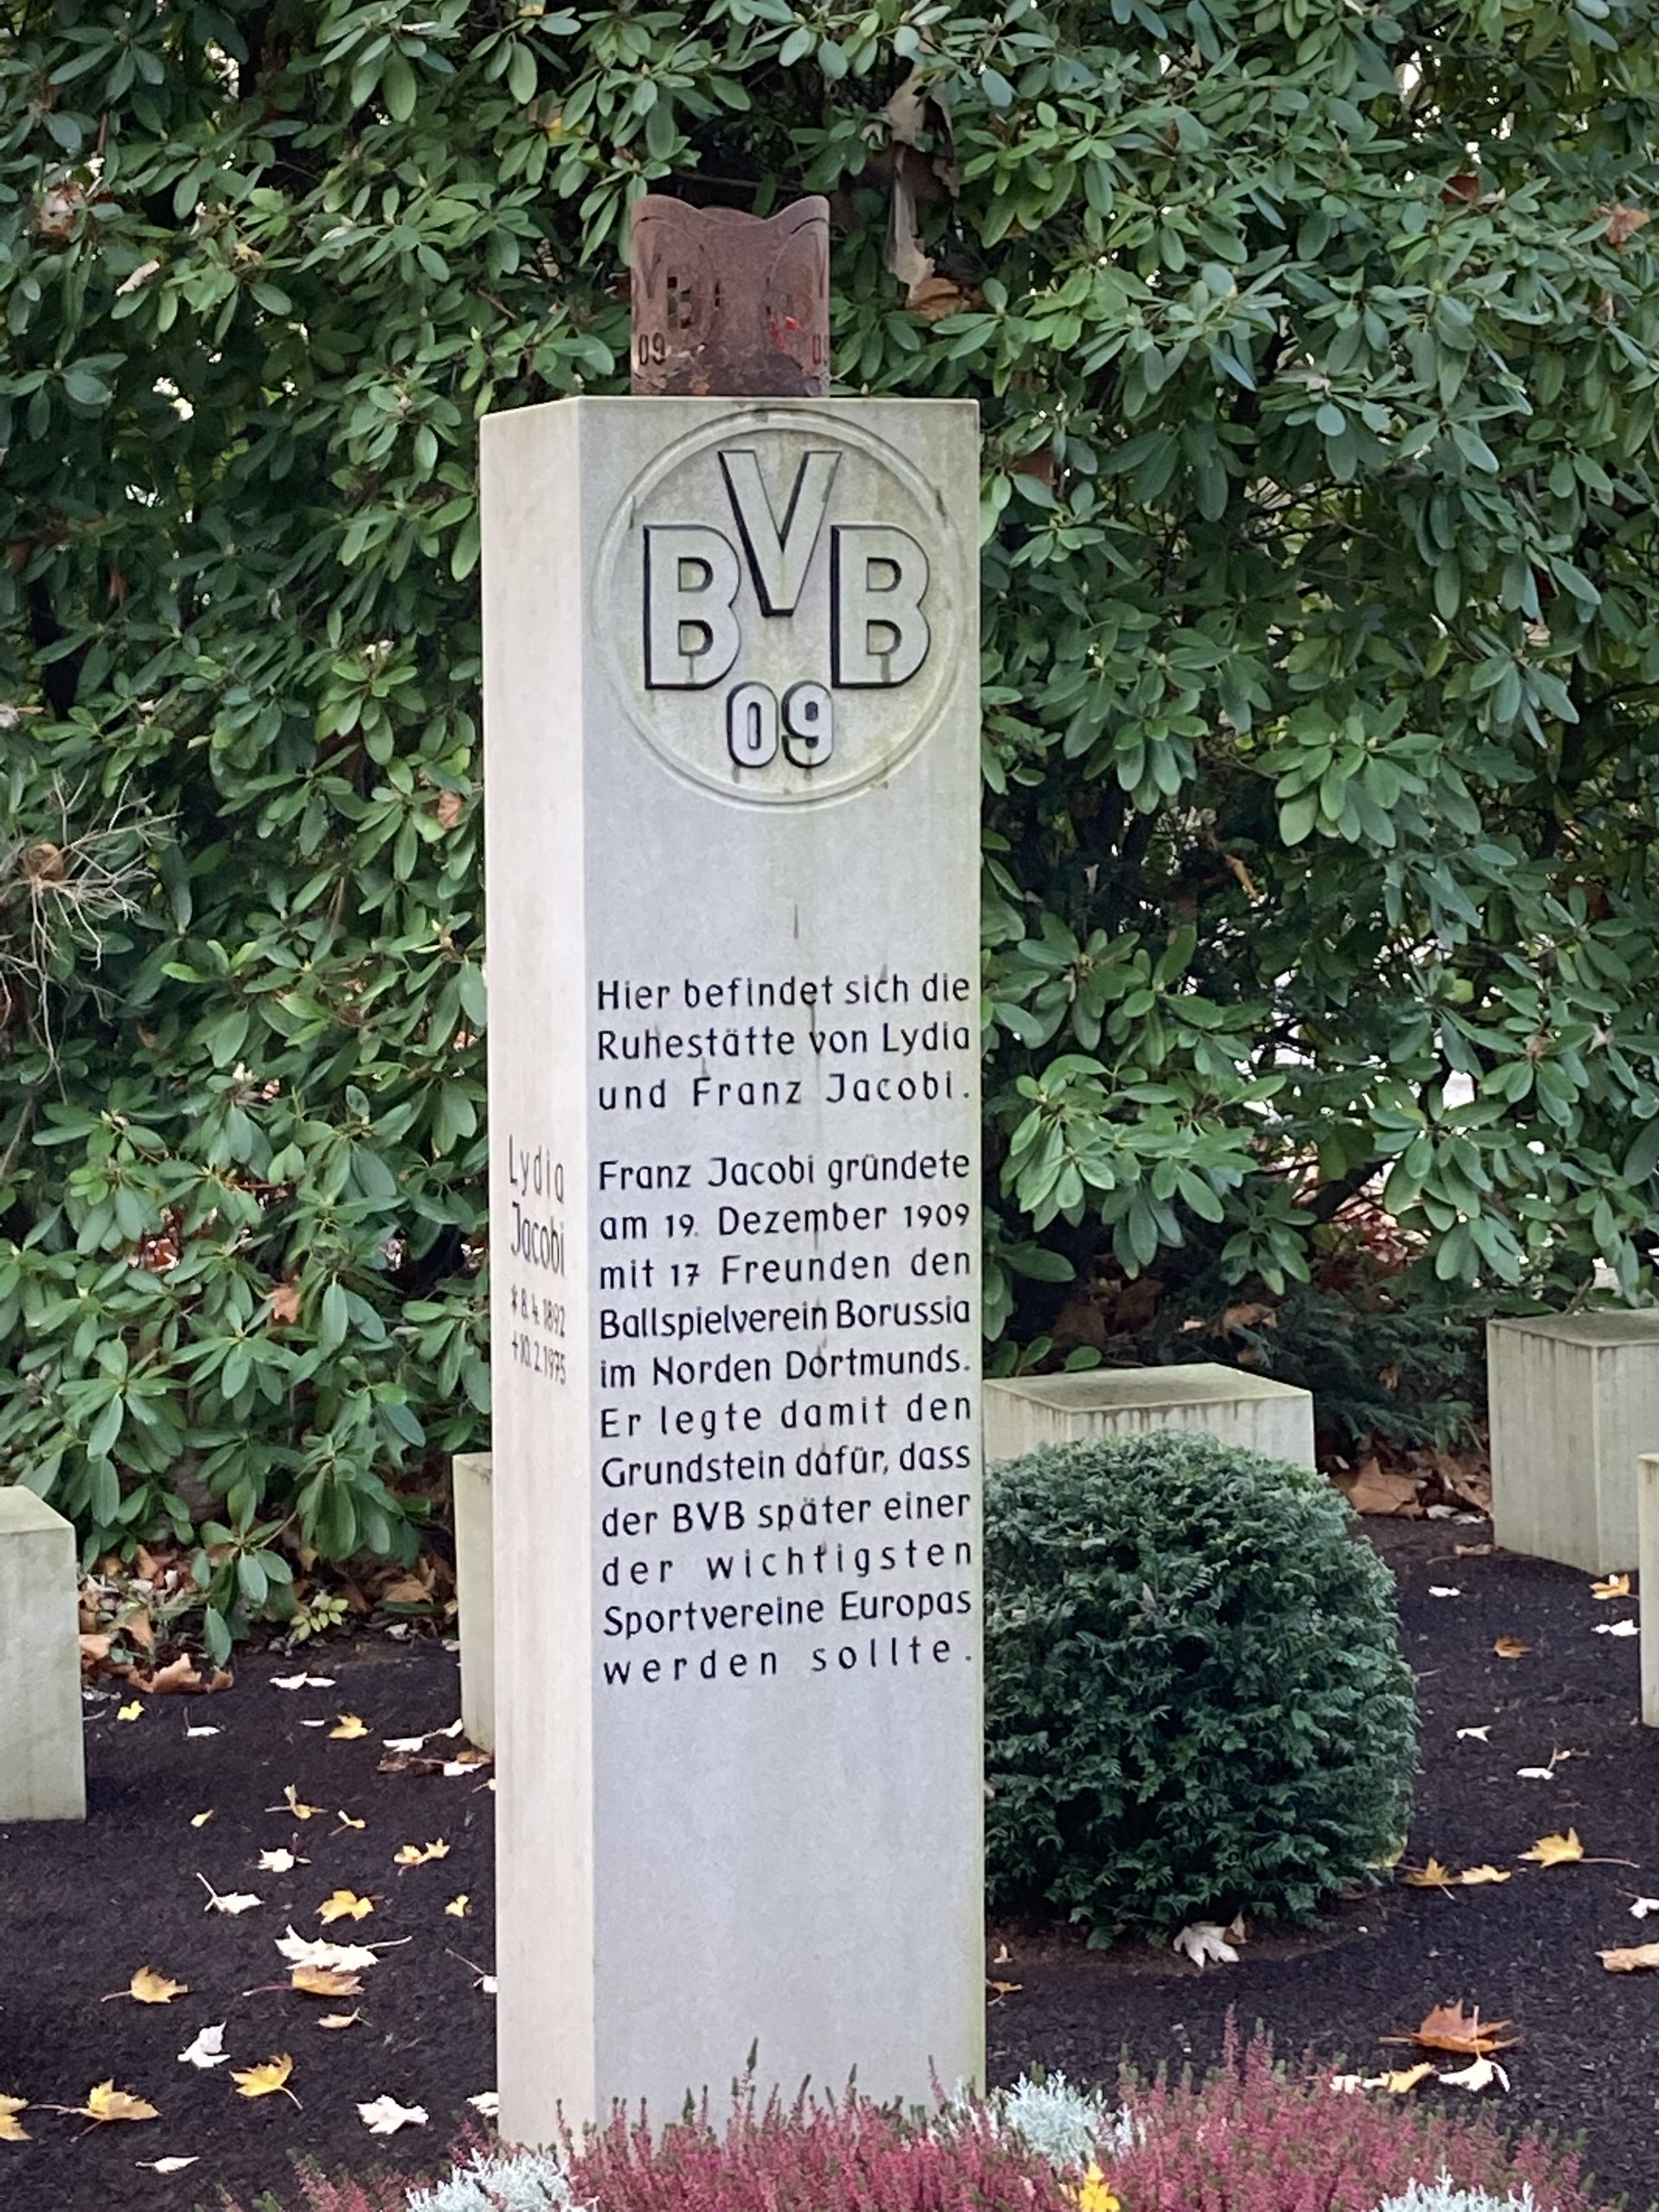 09
BVB
09
Hier befindet sich die
Ruhestätte von Lydia
und Franz Jacobi.
Franz Jacobi gründete
am 19. Dezember 1909
mit 17 Freunden den
Ballspielverein Borussia
im Norden Dortmunds.
Er legte damit den
Grundstein dafür, dass
der BVB später einer
der wichtigsten
Sportvereine Europas
werden sollte.
Lydia
Jacobi
* 8. 4. 1892
+ 10. 2. 1975